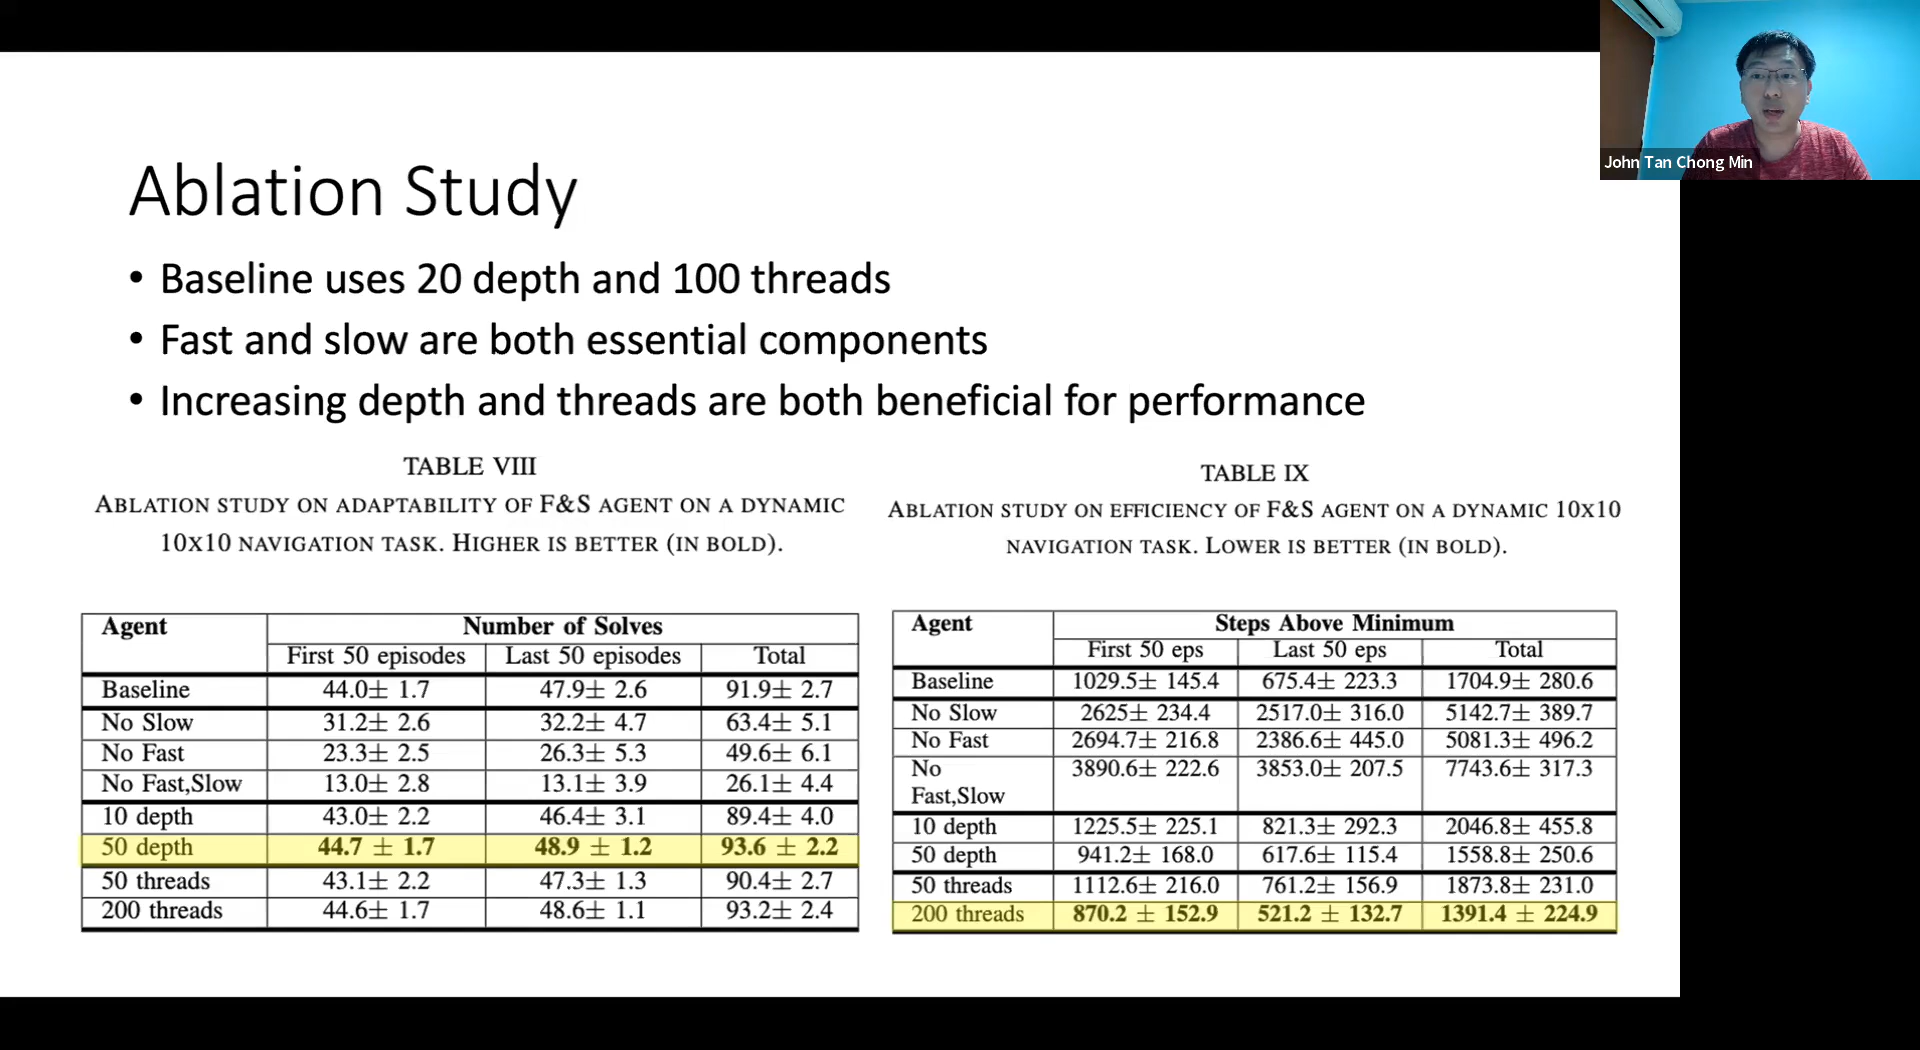 John Tan Chong Min
Ablation Study
• Baseline uses 20 depth and 100 threads
• Fast and slow are both essential components
• Increasing depth and threads are both beneficial for performance
TABLE VIII
ABLATION STUDY ON ADAPTABILITY OF F&S AGENT ON A DYNAMIC
10X10 NAVIGATION TASK. HIGHER IS BETTER (IN BOLD).
Agent Number of Solves
First 50 episodes Last 50 episodes Total
Baseline 44.0± 1.7 47.9± 2.6 91.9± 2.7
No Slow 31.2± 2.6 32.2± 4.7 63.4± 5.1
No Fast 23.3± 2.5 26.3± 5.3 49.6± 6.1
No Fast,Slow 13.0± 2.8 13.1± 3.9 26.1± 4.4
10 depth 43.0± 2.2 46.4± 3.1 89.4± 4.0
50 depth 44.7 ± 1.7 48.9 ± 1.2 93.6 ± 2.2
50 threads 43.1± 2.2 47.3± 1.3 90.4± 2.7
200 threads 44.6± 1.7 48.6± 1.1 93.2± 2.4
TABLE IX
ABLATION STUDY ON EFFICIENCY OF F&S AGENT ON A DYNAMIC 10X10
NAVIGATION TASK. LOWER IS BETTER (IN BOLD).
Agent Steps Above Minimum
First 50 eps Last 50 eps Total
Baseline 1029.5± 145.4 675.4± 223.3 1704.9± 280.6
No Slow 2625± 234.4 2517.0± 316.0 5142.7± 389.7
No Fast 2694.7± 216.8 2386.6± 445.0 5081.3± 496.2
No 3890.6± 222.6 3853.0± 207.5 7743.6± 317.3
Fast,Slow
10 depth 1225.5± 225.1 821.3± 292.3 2046.8± 455.8
50 depth 941.2± 168.0 617.6± 115.4 1558.8± 250.6
50 threads 1112.6± 216.0 761.2± 156.9 1873.8± 231.0
200 threads 870.2 ± 152.9 521.2 ± 132.7 1391.4 ± 224.9